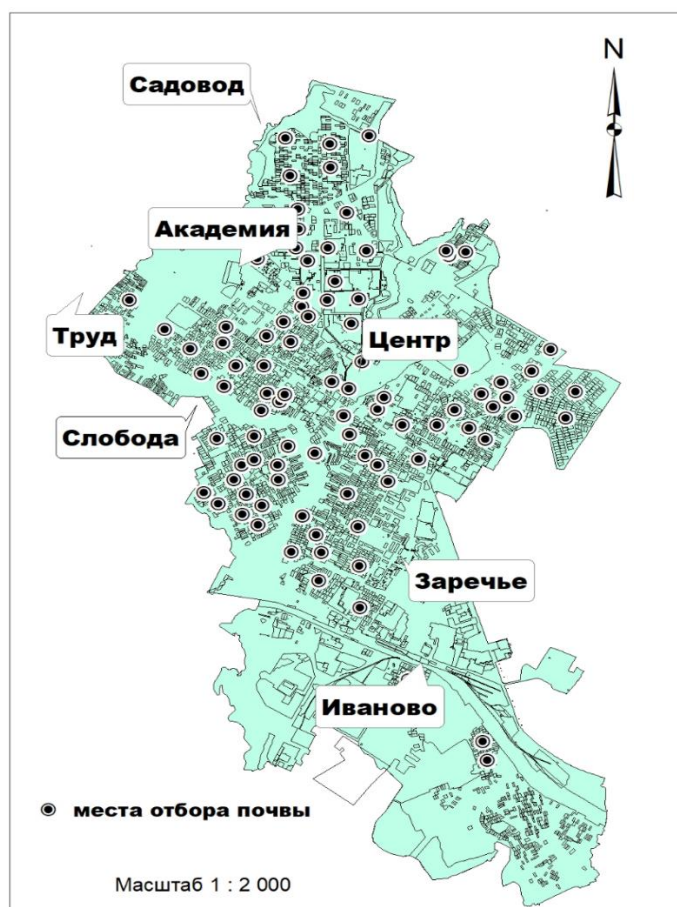 N
Садовод
Академия
Труд
Центр
Слобода
Заречье
Иваново
места отбора почвы
Масштаб 1 : 2 000